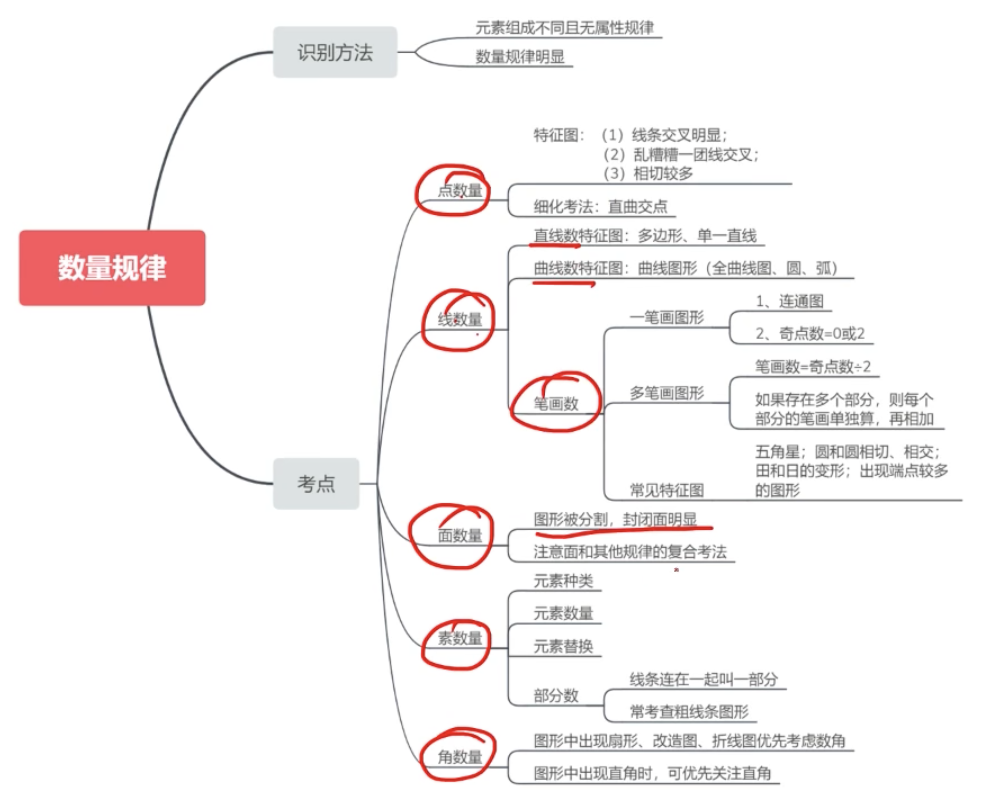 数量规律
识别方法
元素组成不同且无属性规律
数量规律明显
考点
点数量
特征图：（1）线条交叉明显；
（2）乱糟糟一团线交叉；
（3）相切较多
细化考法：直曲交点
线数量
直线数特征图：多边形、单一直线
曲线数特征图：曲线图形（全曲线图、圆、弧）
笔画数
一笔画图形
1、连通图
2、奇点数=0或2
多笔画图形
笔画数=奇点数÷2
如果存在多个部分，则每个
部分的笔画单独算，再相加
常见特征图
五角星；圆和圆相切、相交；
田和日的变形；出现端点较多
的图形
面数量
图形被分割，封闭面明显
注意面和其他规律的复合考法
素数量
元素种类
元素数量
元素替换
部分数
线条连在一起叫一部分
常考查粗线条图形
角数量
图形中出现扇形、改造图、折线图优先考虑数角
图形中出现直角时，可优先关注直角